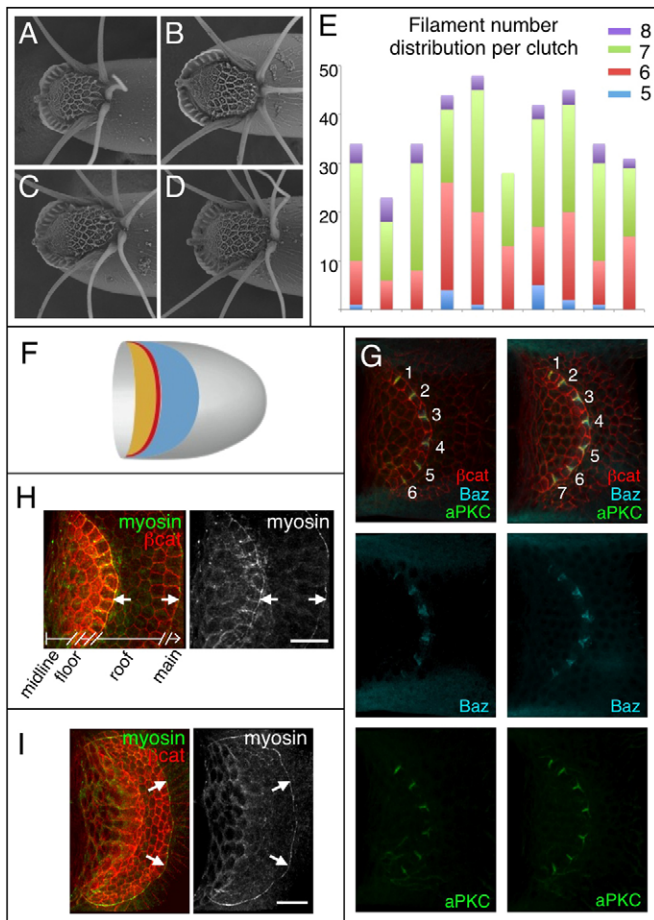 A
B
C
D
E
Filament number
distribution per clutch
8
7
6
5
50
40
30
20
10
F
G
1
2
3
4
5
6
βcat
Baz
aPKC
1
2
3
4
5
6
7
βcat
Baz
aPKC
Baz
Baz
aPKC
aPKC
H
myosin
βcat
myosin
midline
floor
roof
main
I
myosin
βcat
myosin